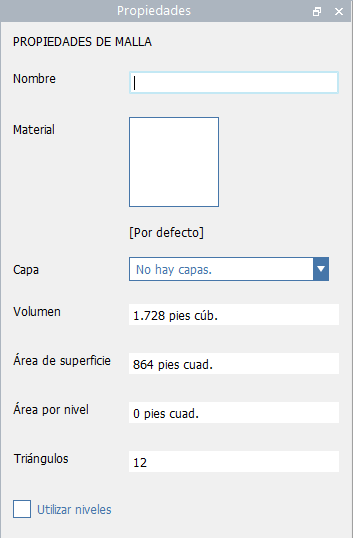 Propiedades
PROPIEDADES DE MALLA
Nombre
Material
[Por defecto]
Capa No hay capas.
Volumen 1.728 pies cúb.
Área de superficie 864 pies cuad.
Área por nivel 0 pies cuad.
Triángulos 12
Utilizar niveles